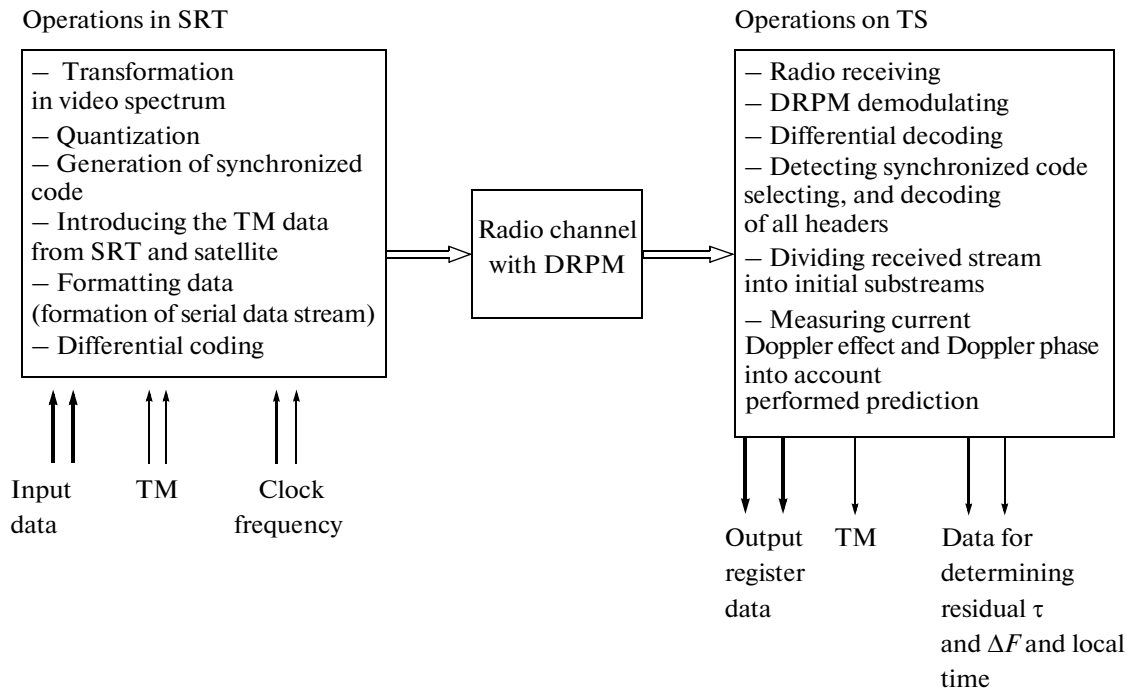 Operations in SRT
– Transformation
in video spectrum
– Quantization
– Generation of synchronized
code
– Introducing the TM data
from SRT and satellite
– Formatting data
(formation of serial data stream)
– Differential coding
Input
data
TM
Clock
frequency
Radio channel
with DRPM
Operations on TS
– Radio receiving
– DRPM demodulating
– Differential decoding
– Detecting synchronized code
selecting, and decoding
of all headers
– Dividing received stream
into initial substreams
– Measuring current
Doppler effect and Doppler phase
into account
performed prediction
Output
register
data
TM
Data for
determining
residual τ
and ΔF and local
time